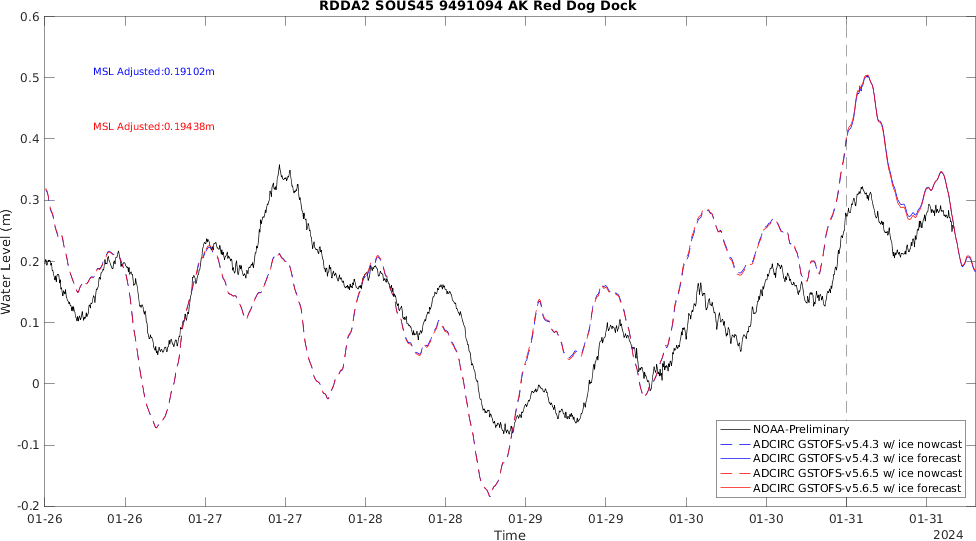 RDDA2 SOUS45 9491094 AK Red Dog Dock
0.6
MSL Adjusted:0.19102m
0.5
MSL Adjusted:0.19438m
0.4
0.3
0.2
0.1
0
-0.1
-0.2
Water Level (m)
NOAA-Preliminary
ADCIRC GSTOFS-v5.4.3 w/ ice nowcast
ADCIRC GSTOFS-v5.4.3 w/ ice forecast
ADCIRC GSTOFS-v5.6.5 w/ ice nowcast
ADCIRC GSTOFS-v5.6.5 w/ ice forecast
01-26 01-26 01-27 01-27 01-28 01-28 01-29 01-29 01-30 01-30 01-31 01-31
Time
2024